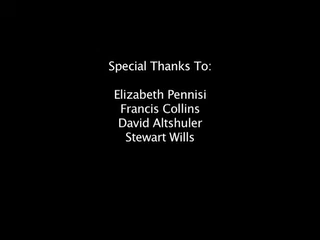 Special Thanks To:
Elizabeth Pennisi
Francis Collins
David Altshuler
Stewart Wills